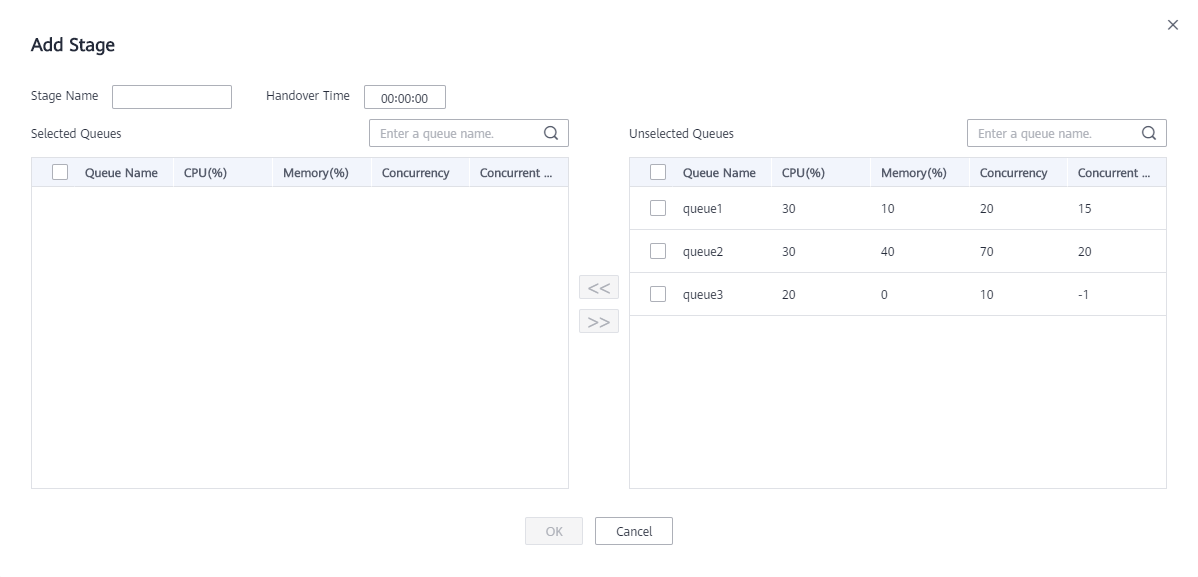 Add Stage
Stage Name Handover Time 00:00:00
Selected Queues Enter a queue name. Unselected Queues Enter a queue name.
Queue Name CPU(%) Memory(%) Concurrency Concurrent ... Queue Name CPU(%) Memory(%) Concurrency Concurrent ...
queue1 30 10 20 15
queue2 30 40 70 20
<<
queue3 20 0 10 -1
>>
OK Cancel